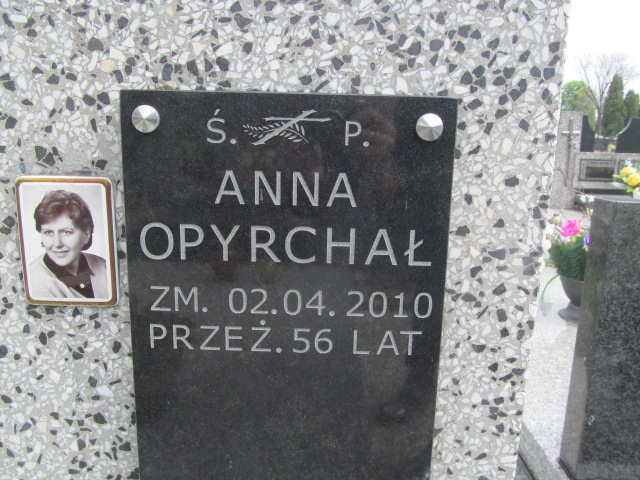 Ś. P.
ANNA
OPYRCHAŁ
ZM. 02.04.2010
PRZEŻ. 56 LAT